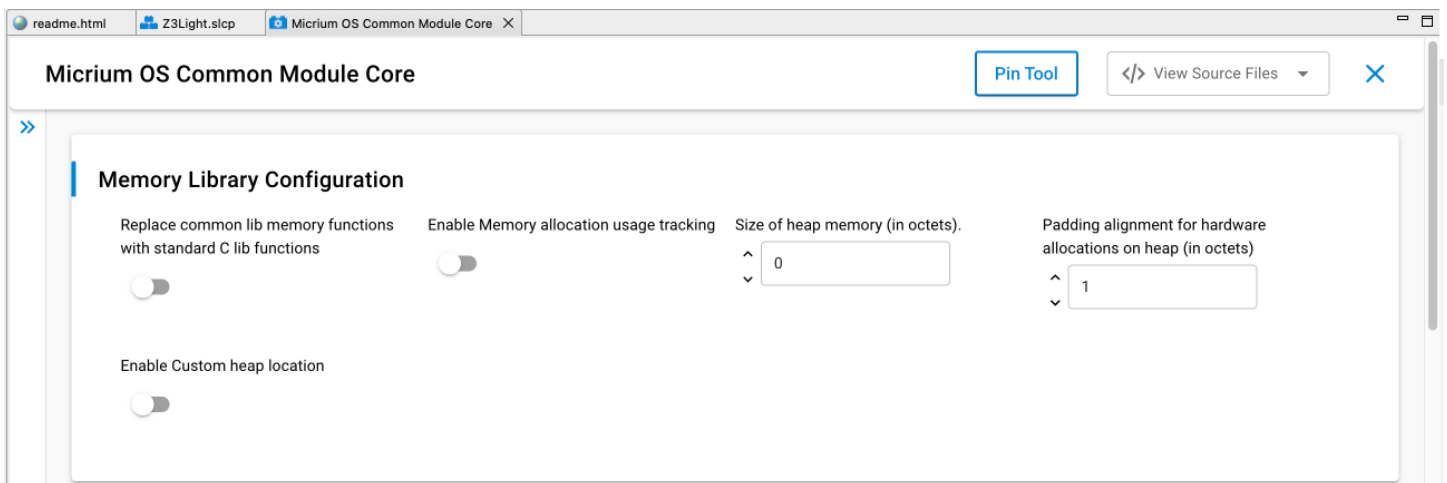 readme.html
Z3Light.slcp
Micrium OS Common Module Core
Micrium OS Common Module Core
Pin Tool
</> View Source Files
Memory Library Configuration
Replace common lib memory functions
with standard C lib functions
Enable Memory allocation usage tracking
Size of heap memory (in octets).
0
Padding alignment for hardware
allocations on heap (in octets)
1
Enable Custom heap location